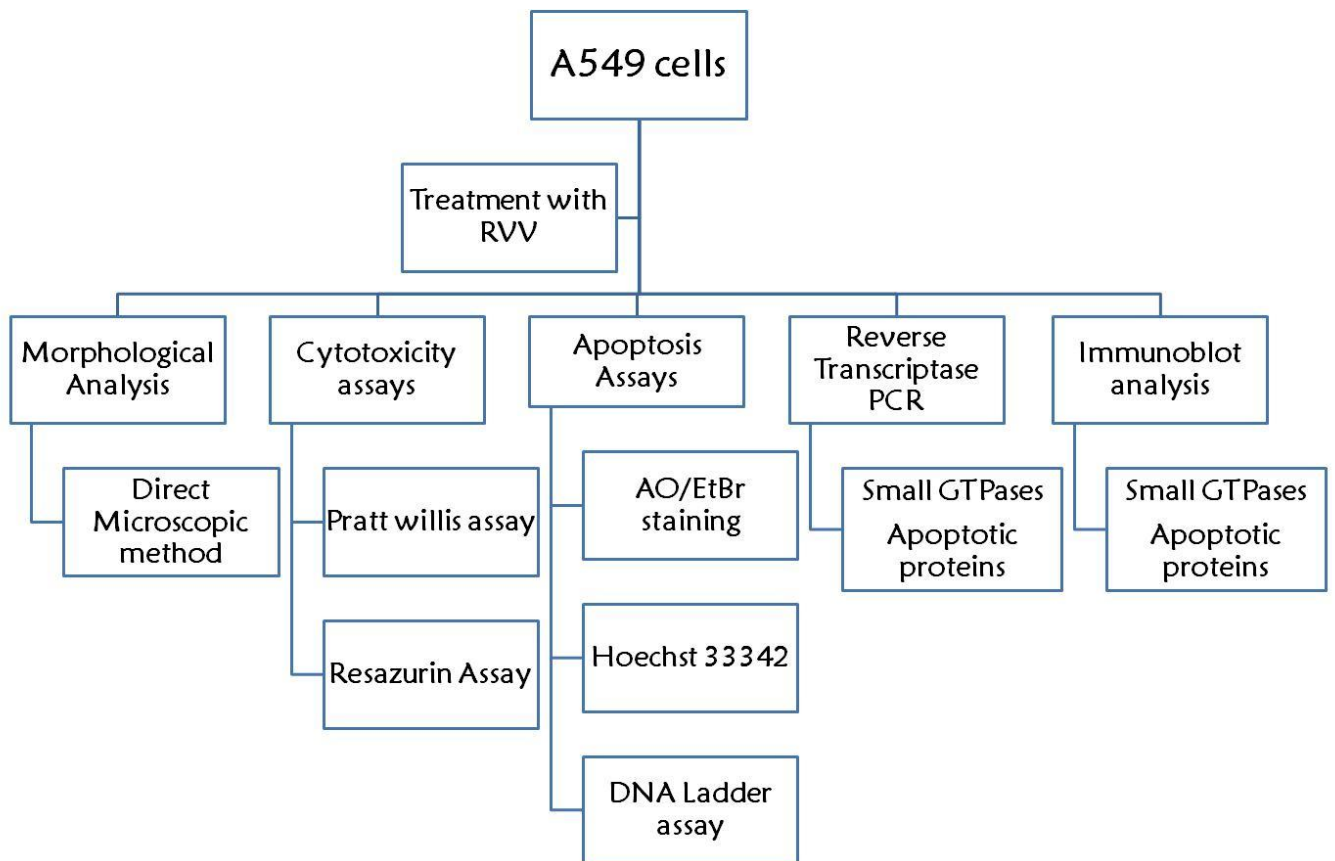 A549 cells
Treatment with
RVV
Morphological
Analysis
Direct
Microscopic
method
Cytotoxicity
assays
Pratt willis assay
Resazurin Assay
Apoptosis
Assays
AO/EtBr
staining
Hoechst 33342
DNA Ladder
assay
Reverse
Transcriptase
PCR
Small GTPases
Apoptotic
proteins
Immunoblot
analysis
Small GTPases
Apoptotic
proteins